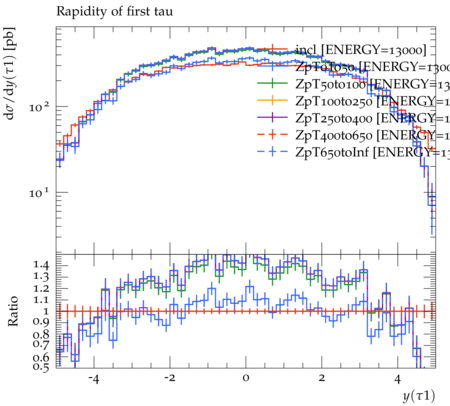 Rapidity of first tau
dσ/dy(τ1) [pb]
incl [ENERGY=13000]
[ENERGY=1300
ZpT50to100 [ENERGY=13
ZpT100to250 [ENERGY=1
ZpT250to400 [ENERGY=1
ZpT400to650 [ENERGY=1
ZpT650toInf [ENERGY=13
10²
10¹
Ratio
1.4
1.3
1.2
1.1
1
0.9
0.8
0.7
0.6
0.5
-4 -2 0 2 4
y(τ1)